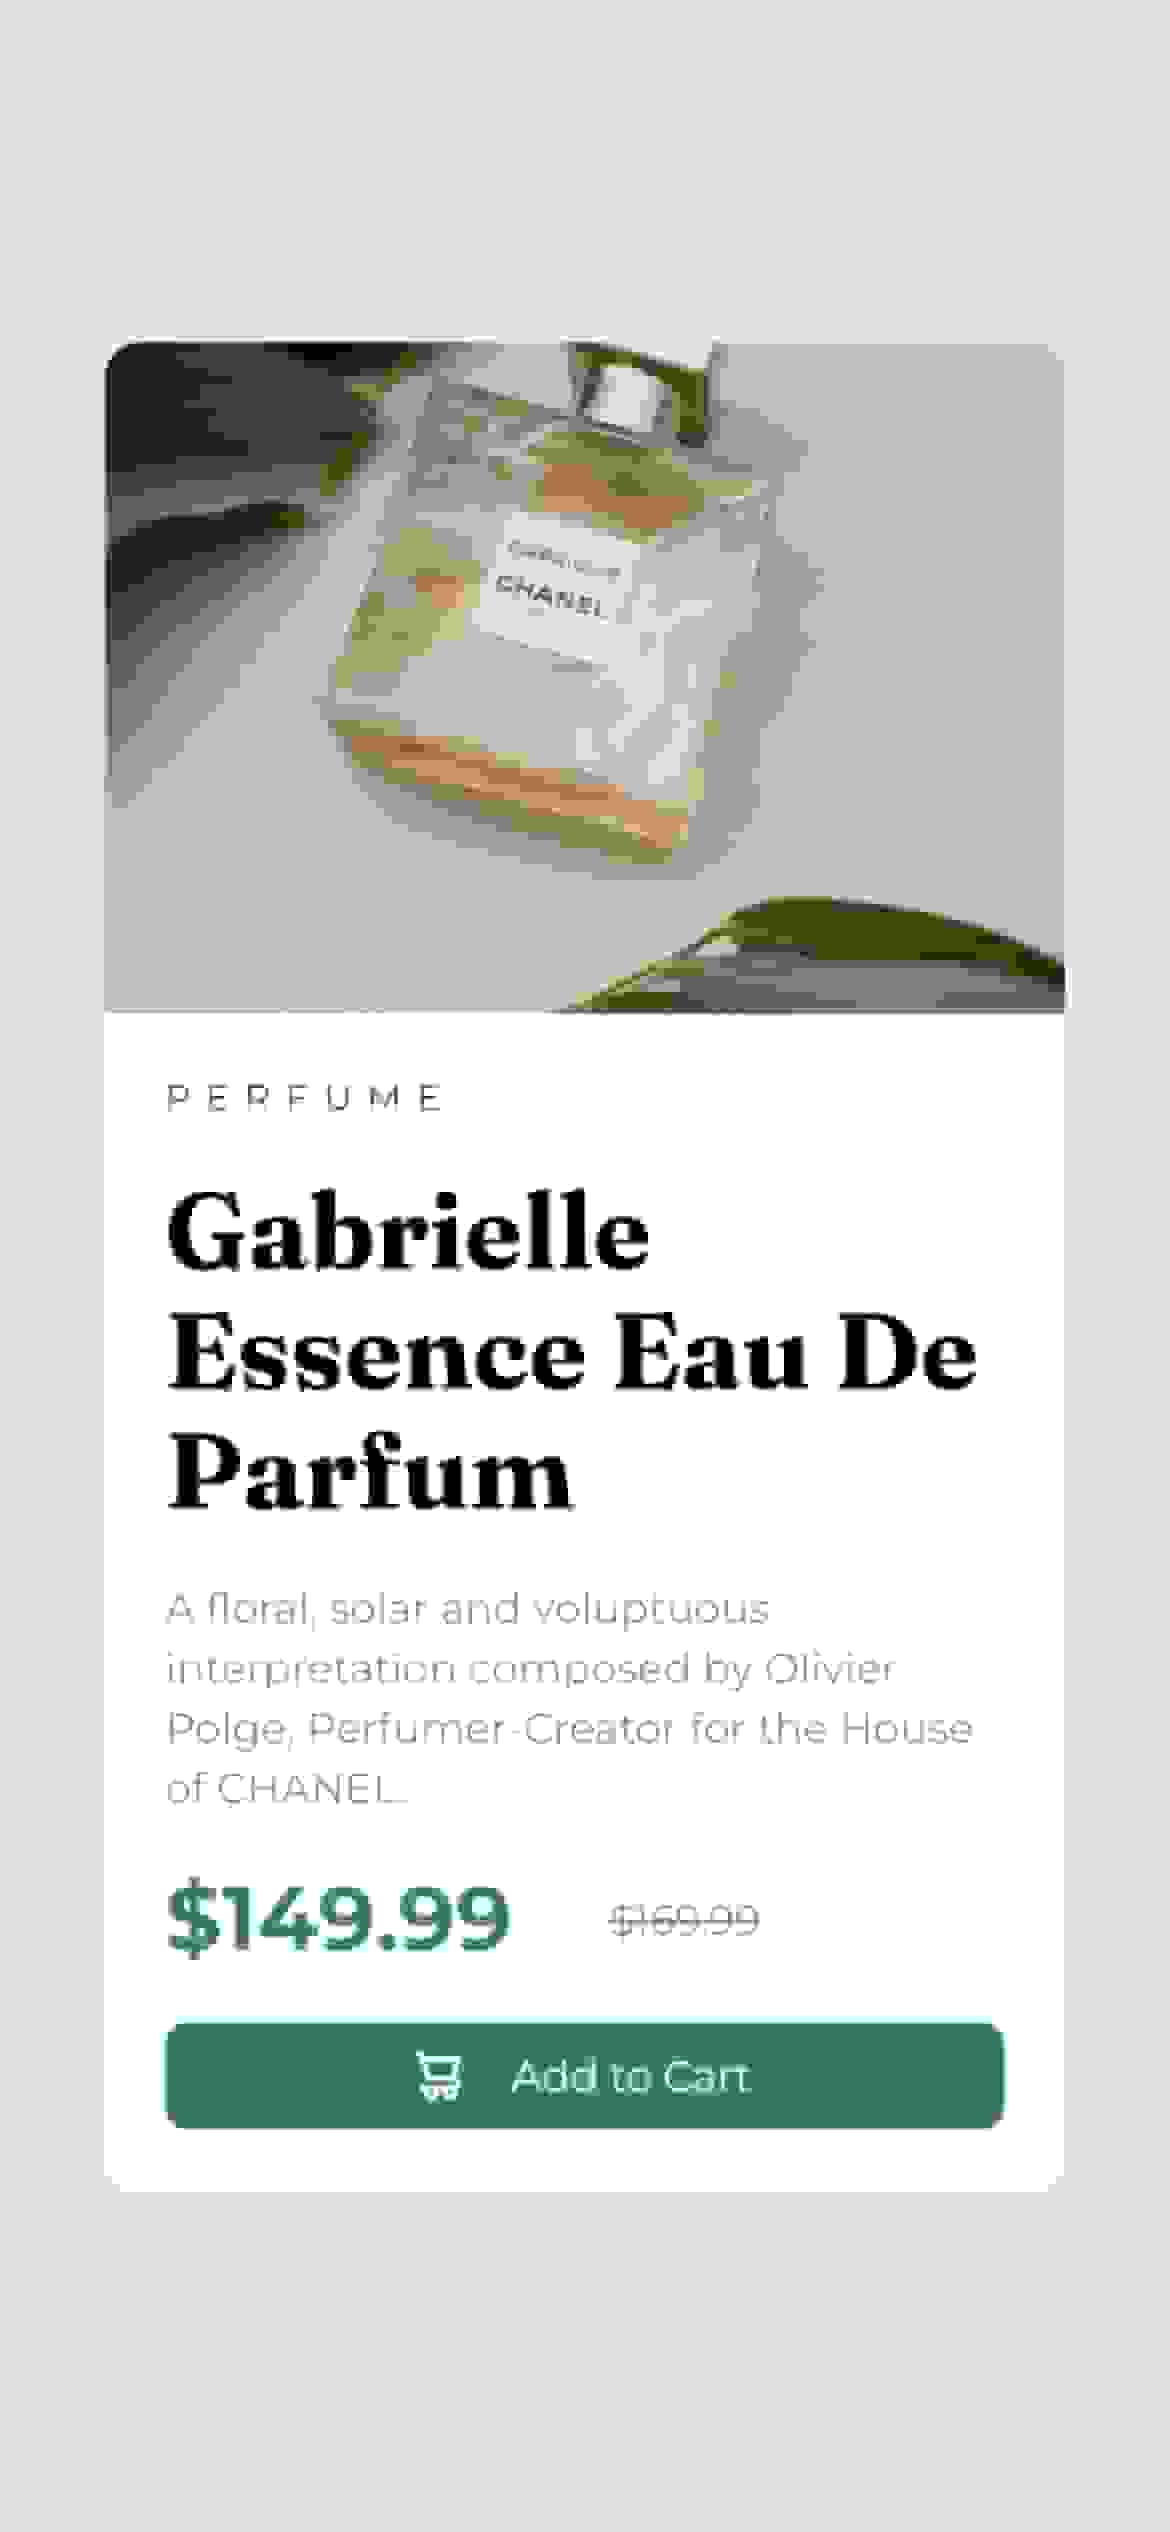 CHANEL
PERFUME
Gabrielle
Essence Eau De
Parfum
A floral, solar and voluptuous
interpretation composed by Olivier
Polge, Perfumer-Creator for the House
of CHANEL.
$149.99 $169.99
Add to Cart